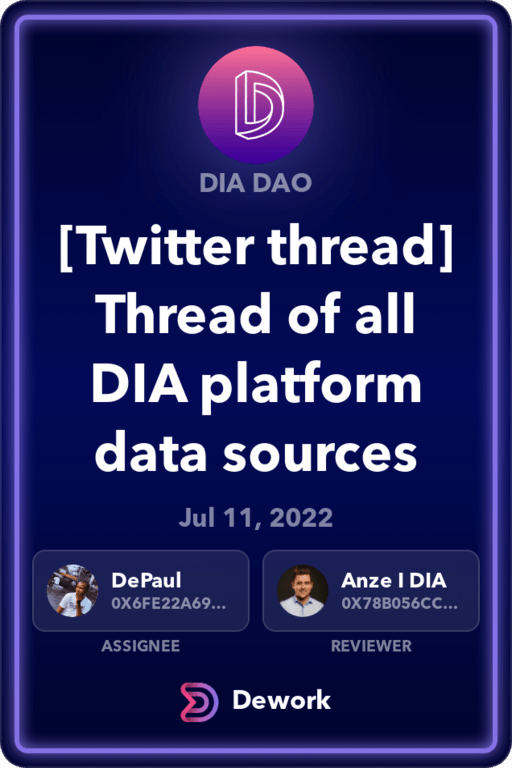 DIA DAO
[Twitter thread]
Thread of all
DIA platform
data sources
Jul 11, 2022
DePaul
0X6FE22A69...
ASSIGNEE
Anze I DIA
0X78B056CC...
REVIEWER
Dework